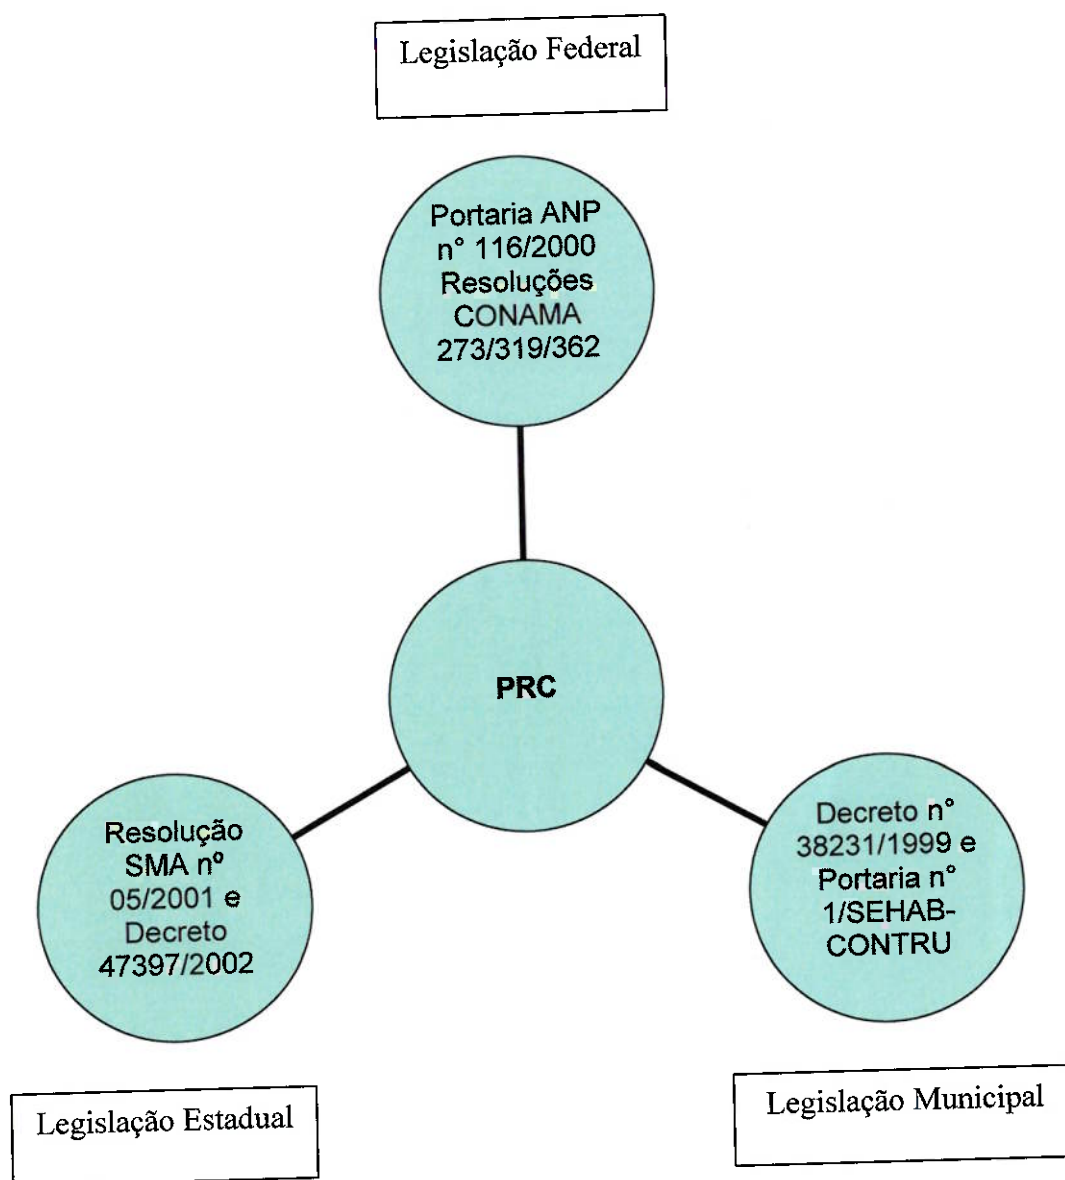 Legislação Federal
Portaria ANP
n° 116/2000
Resoluções
CONAMA
273/319/362
PRC
Resolução
SMA nº
05/2001 e
Decreto
47397/2002
Decreto n°
38231/1999 e
Portaria n°
1/SEHAB-
CONTRU
Legislação Estadual
Legislação Municipal